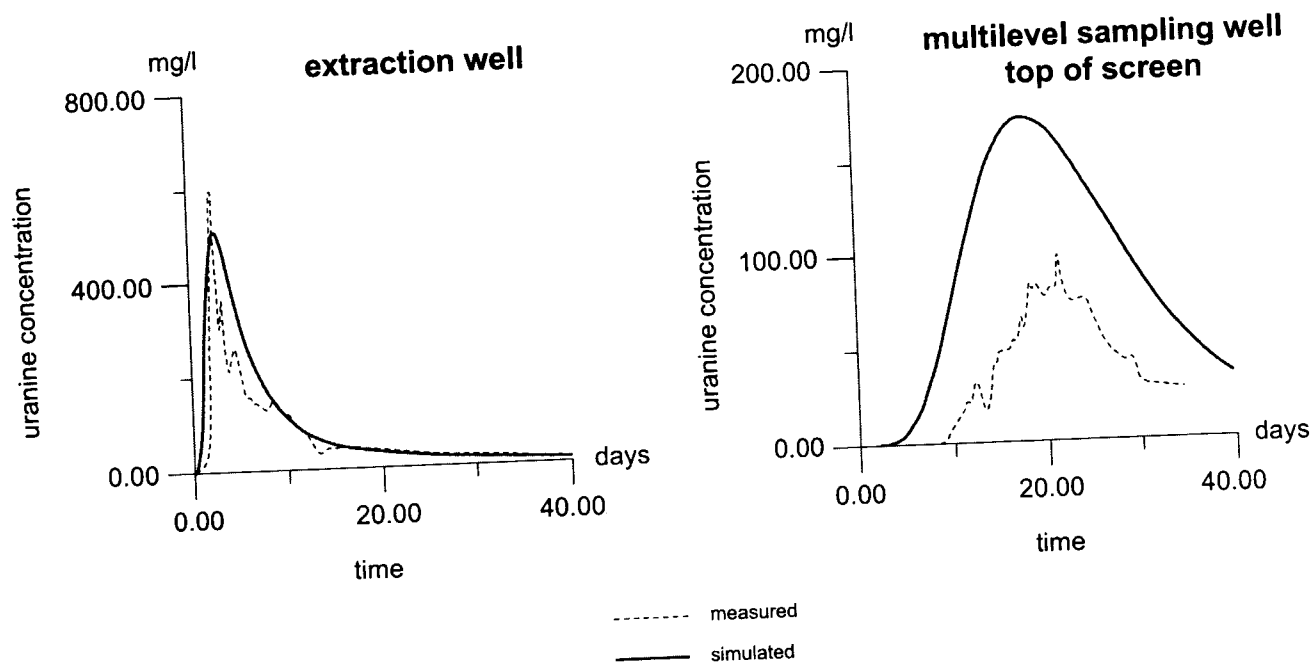 extraction well
mg/l
800.00
400.00
0.00
uranine concentration
0.00
20.00
40.00
days
time
multilevel sampling well
top of screen
mg/l
200.00
100.00
0.00
uranine concentration
0.00
20.00
40.00
days
time
measured
simulated